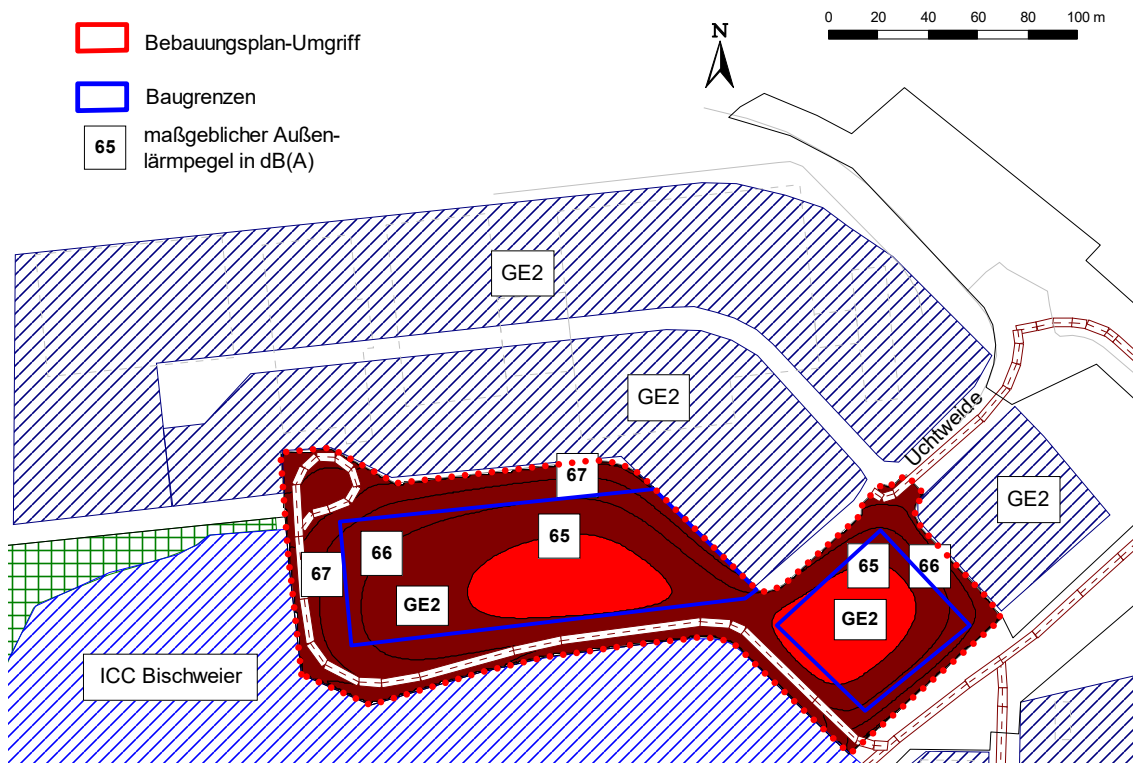 Bebauungsplan-Umgriff
Baugrenzen
65
maßgeblicher Außen-
lärmpegel in dB(A)
N
0 20 40 60 80 100 m
GE2
GE2
Uchtweide
GE2
67
65
66
67
GE2
65
66
GE2
ICC Bischweier